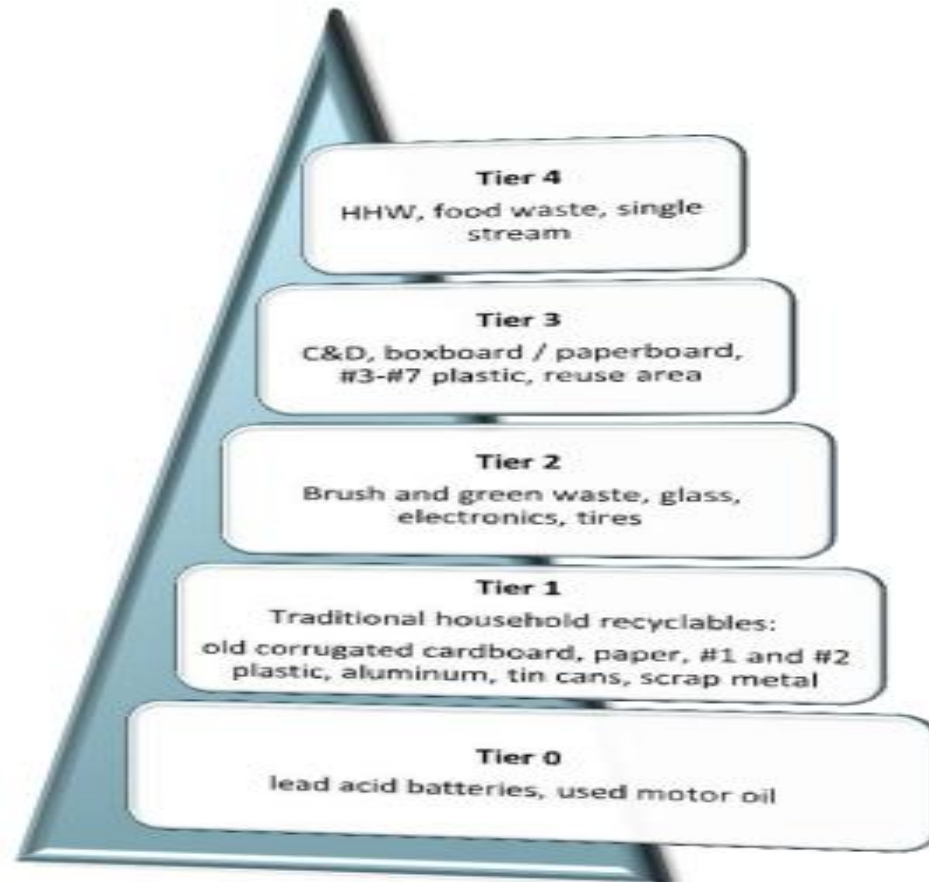 Tier 4
HHW, food waste, single
stream
Tier 3
C&D, boxboard / paperboard,
#3-#7 plastic, reuse area
Tier 2
Brush and green waste, glass,
electronics, tires
Tier 1
Traditional household recyclables:
old corrugated cardboard, paper, #1 and #2
plastic, aluminum, tin cans, scrap metal
Tier 0
lead acid batteries, used motor oil